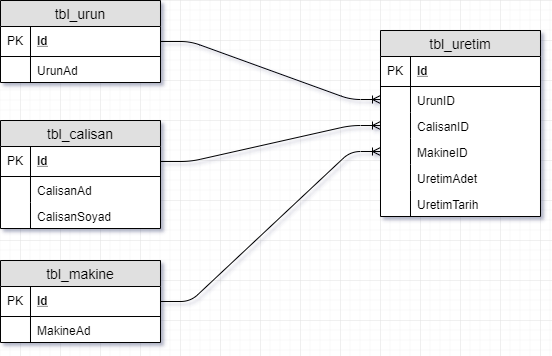 tbl_urun
PK Id
UrunAd
tbl_calisan
PK Id
CalisanAd
CalisanSoyad
tbl_makine
PK Id
MakineAd
tbl_uretim
PK Id
UrunID
CalisanID
MakineID
UretimAdet
UretimTarih